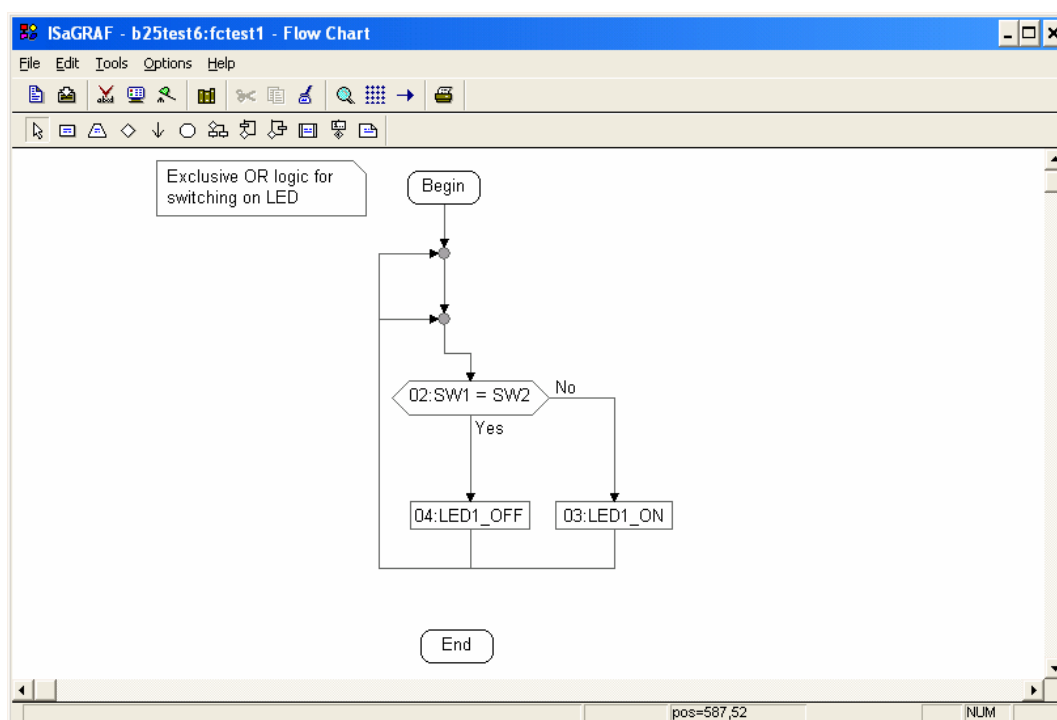 ISaGRAF - b25test6:fctest1 - Flow Chart
File Edit Tools Options Help
Exclusive OR logic for
switching on LED
Begin
02:SW1 = SW2
No
Yes
04:LED1_OFF
03:LED1_ON
End
pos=587,52
NUM